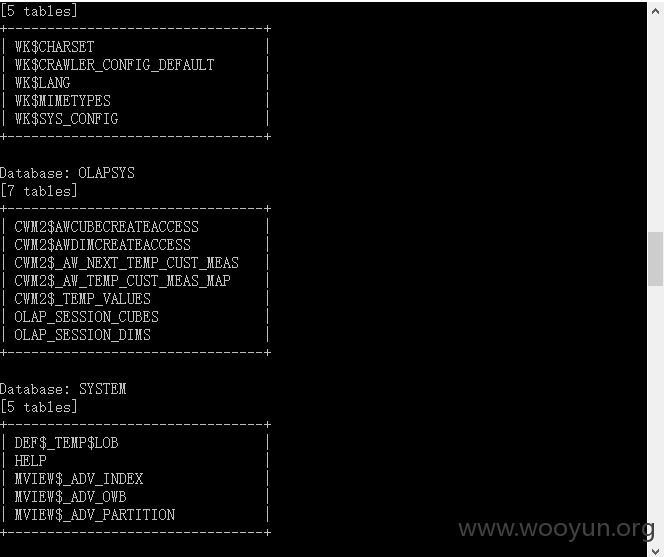 [5 tables]
+--------------------------------+
| WK$CHARSET |
| WK$CRAWLER_CONFIG_DEFAULT |
| WK$LANG |
| WK$MIMETYPES |
| WK$SYS_CONFIG |
+--------------------------------+
Database: OLAPSYS
[7 tables]
+--------------------------------+
| CWM2$AWCUBECREATEACCESS |
| CWM2$AWDIMCREATEACCESS |
| CWM2$_AW_NEXT_TEMP_CUST_MEAS |
| CWM2$_AW_TEMP_CUST_MEAS_MAP |
| CWM2$_TEMP_VALUES |
| OLAP_SESSION_CUBES |
| OLAP_SESSION_DIMS |
+--------------------------------+
Database: SYSTEM
[5 tables]
+--------------------------------+
| DEF$_TEMP$LOB |
| HELP |
| MVIEW$_ADV_INDEX |
| MVIEW$_ADV_OWB |
| MVIEW$_ADV_PARTITION |
+--------------------------------+
www.wooyun.org